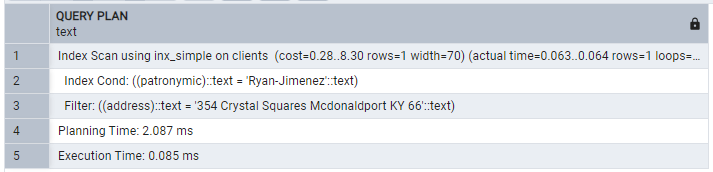 QUERY PLAN
text
1 Index Scan using inx_simple on clients (cost=0.28..8.30 rows=1 width=70) (actual time=0.063..0.064 rows=1 loops=...
2 Index Cond: ((patronymic)::text = 'Ryan-Jimenez'::text)
3 Filter: ((address)::text = '354 Crystal Squares Mcdonaldport KY 66'::text)
4 Planning Time: 2.087 ms
5 Execution Time: 0.085 ms